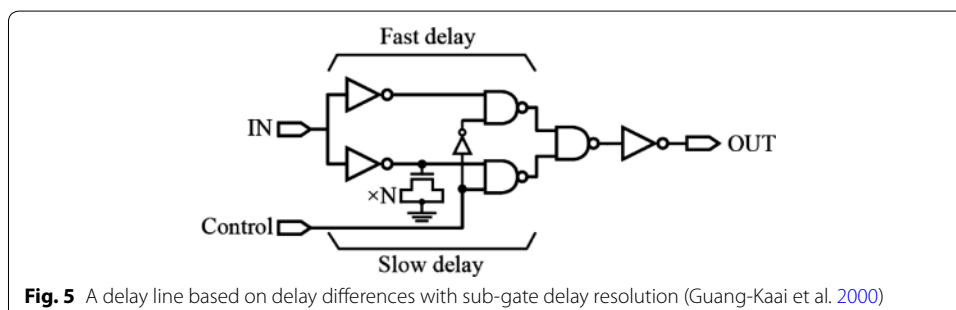 Fast delay
IN
OUT
×N
Control
Slow delay
Fig. 5 A delay line based on delay differences with sub-gate delay resolution (Guang-Kaai et al. 2000)